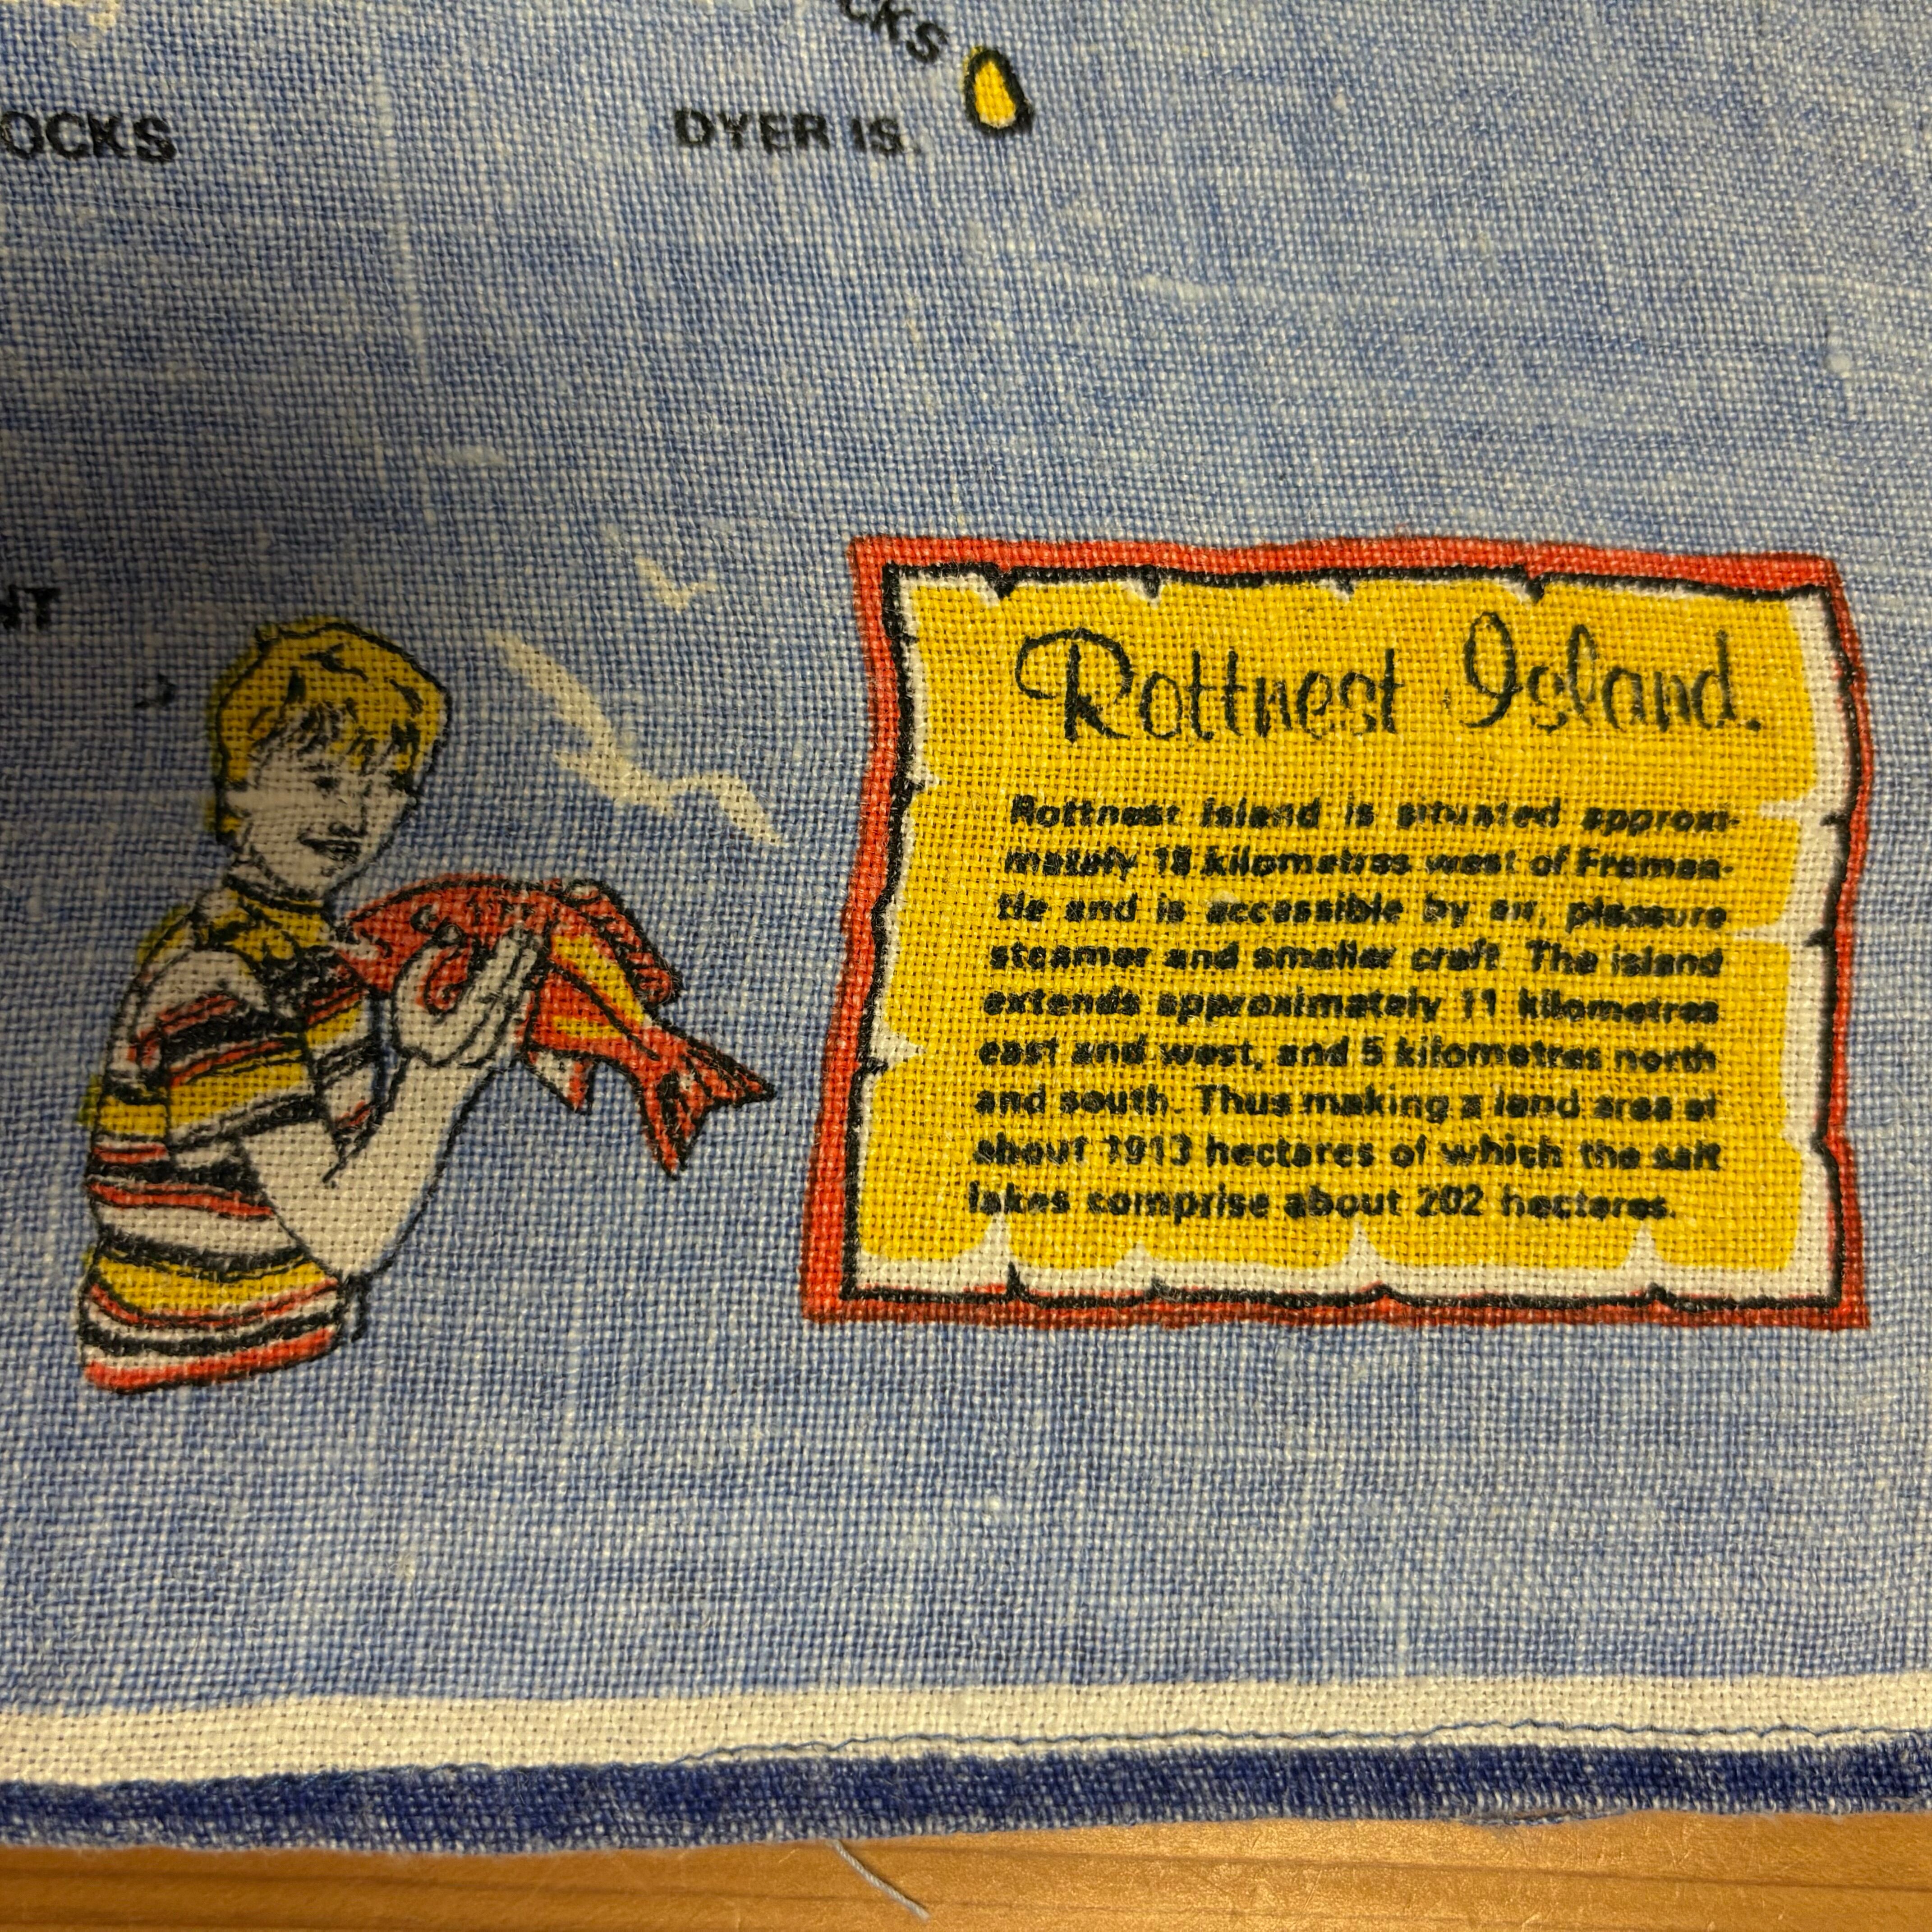 CKS
OCKS
DYER IS.
NT
Rottnest Island.
Rottnest Island is situated approxi-
mately 18 kilometres west of Freman-
tle and is accessible by air, pleasure
steamer and smaller craft. The island
extends approximately 11 kilometres
east and west, and 5 kilometres north
and south. Thus making a land area of
about 1913 hectares of which the salt
lakes comprise about 202 hectares.